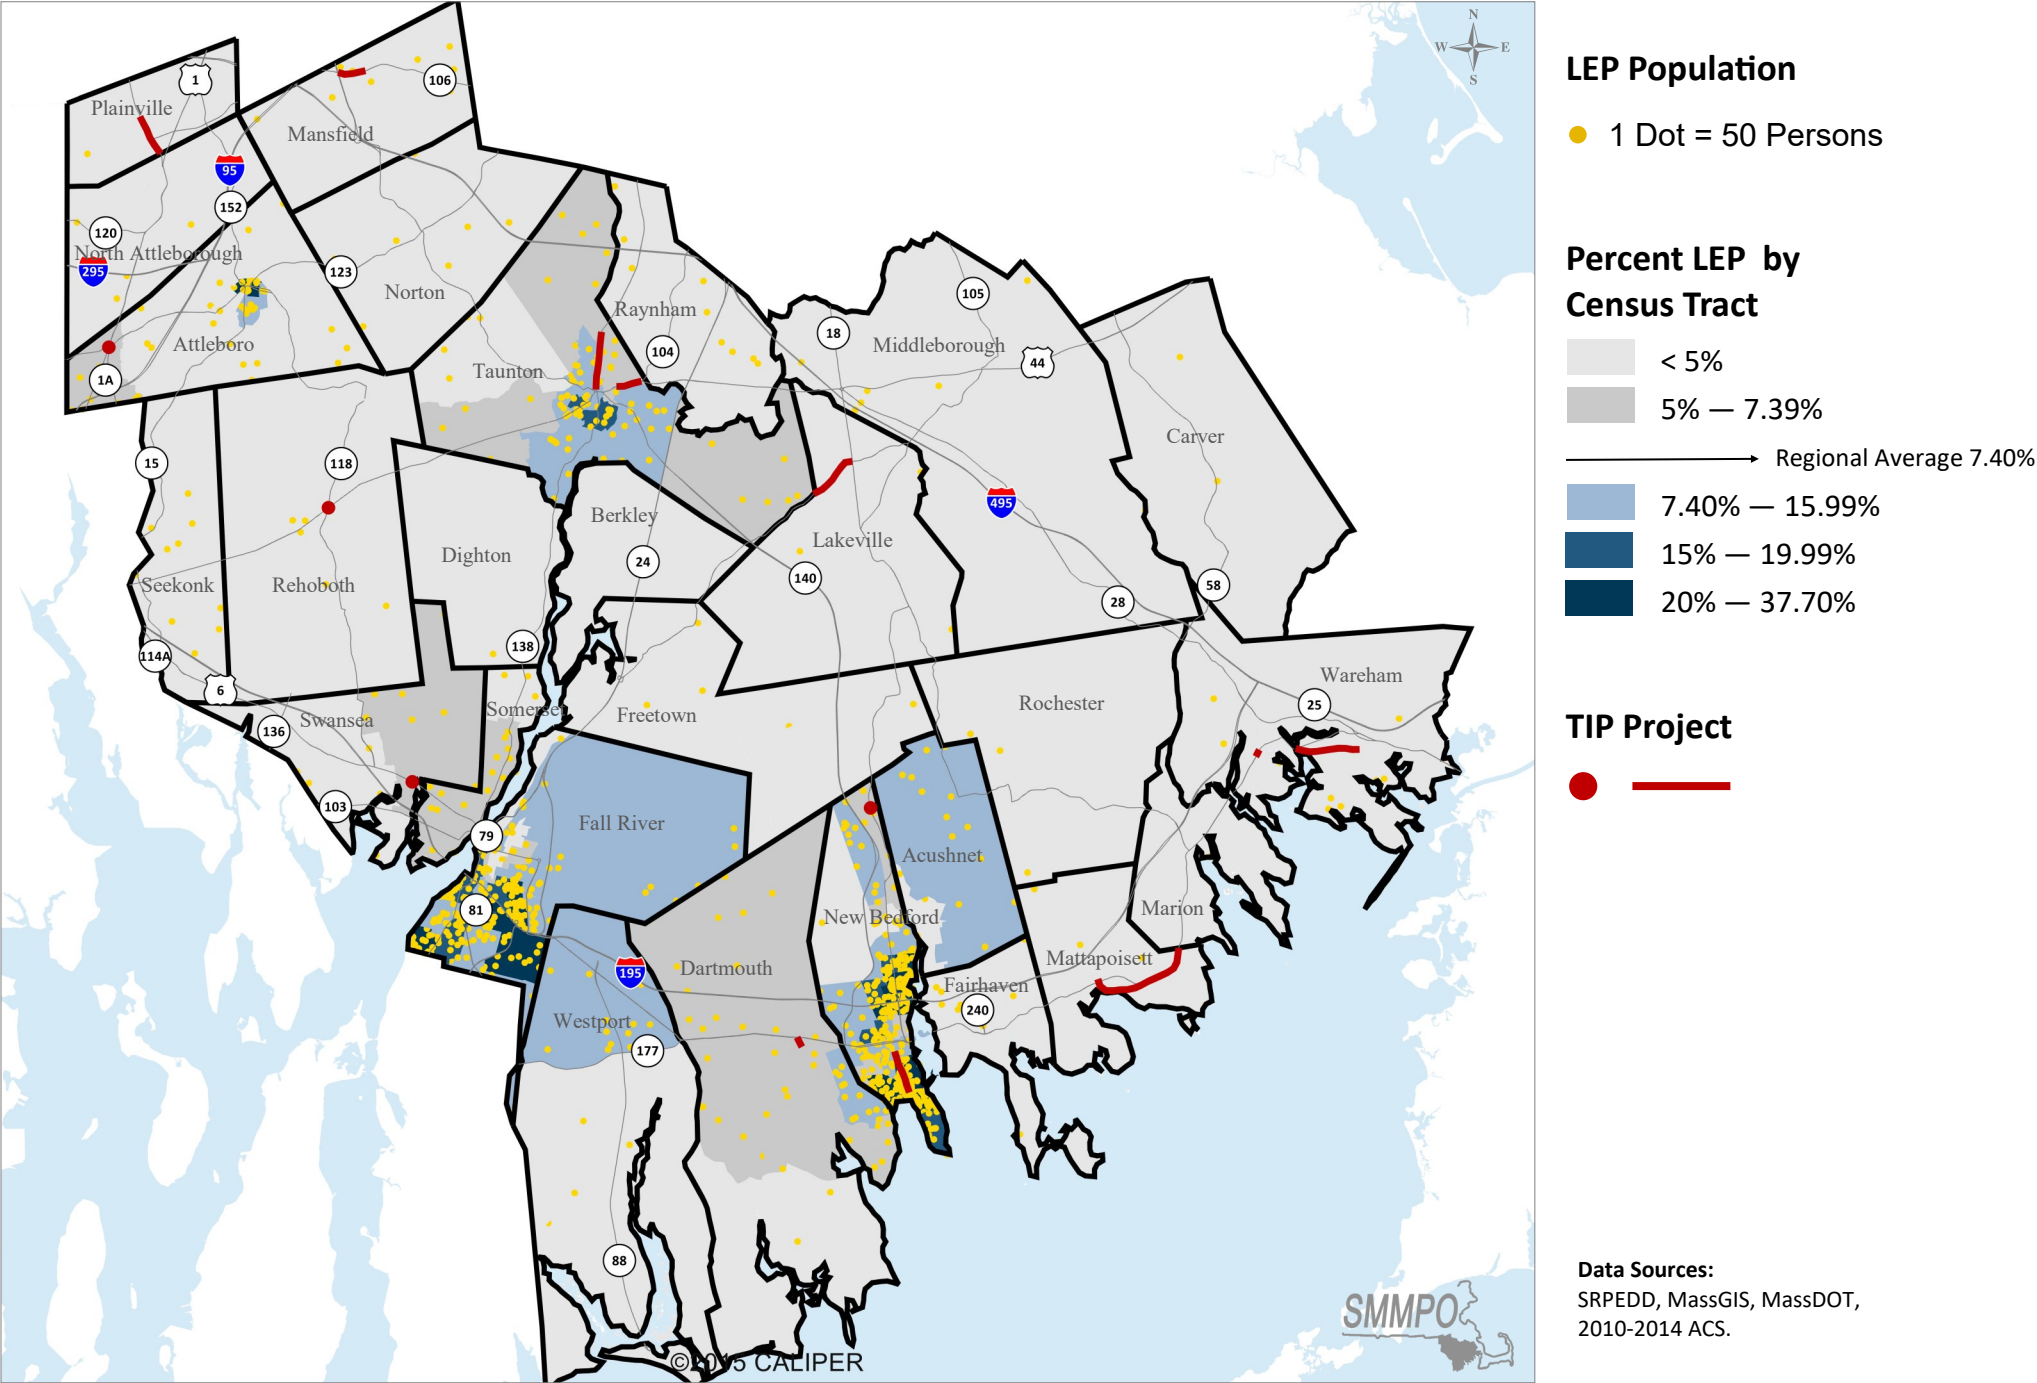 N
W E
S
1
106
Plainville
Mansfield
95
152
120
North Attleborough
295
123
Norton
105
Raynham
18
Middleborough
104
44
Attleboro
Taunton
1A
Carver
15
118
495
Berkley
Lakeville
Dighton
24
140
Seekonk
Rehoboth
58
28
138
114A
6
Wareham
25
Rochester
Swansea
Somerset
Freetown
136
103
79
Fall River
Acushnet
81
New Bedford
Marion
195
Dartmouth
Mattapoisett
Fairhaven
240
Westport
177
88
©2015 CALIPER
SMMPO
LEP Population
1 Dot = 50 Persons
Percent LEP by
Census Tract
< 5%
5% — 7.39%
Regional Average 7.40%
7.40% — 15.99%
15% — 19.99%
20% — 37.70%
TIP Project
Data Sources:
SRPEDD, MassGIS, MassDOT,
2010-2014 ACS.